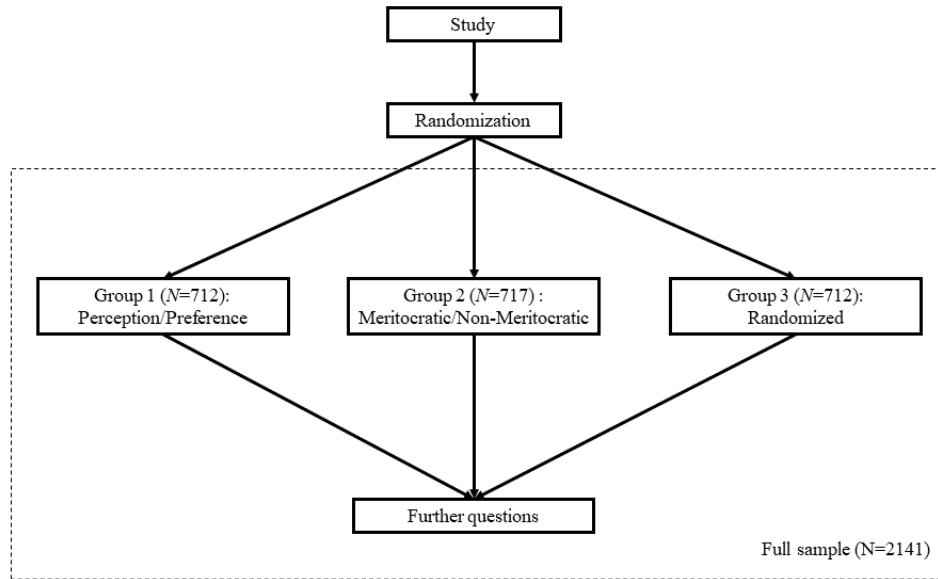 Study
Randomization
Group 1 (N=712):
Perception/Preference
Group 2 (N=717) :
Meritocratic/Non-Meritocratic
Group 3 (N=712):
Randomized
Further questions
Full sample (N=2141)